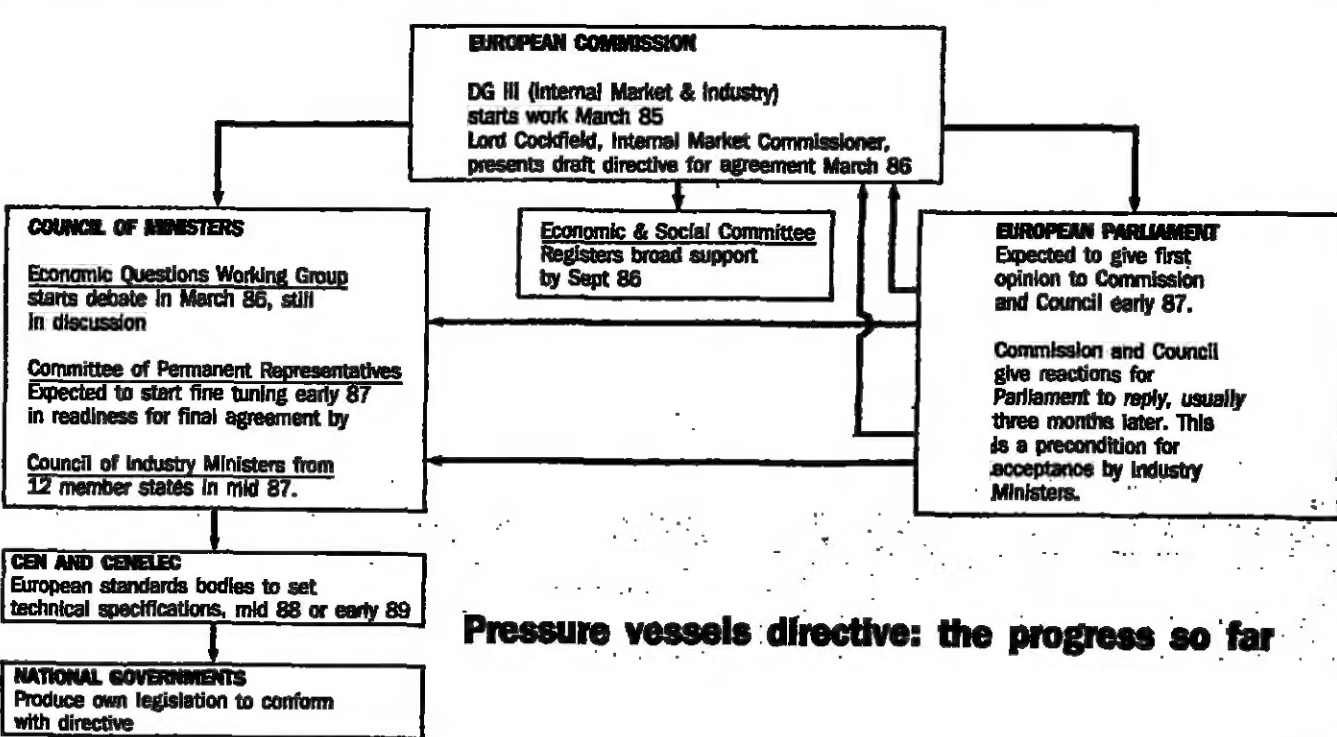 EUROPEAN COMMISSION
DG III (Internal Market & Industry)
starts work March 85
Lord Cockfield, Internal Market Commissioner,
presents draft directive for agreement March 86
COUNCIL OF MINISTERS
Economic Questions Working Group
starts debate in March 86, still
in discussion
Committee of Permanent Representatives
Expected to start fine tuning early 87
in readiness for final agreement by
Council of Industry Ministers from
12 member states in mid 87.
Economic & Social Committee
Registers broad support
by Sept 86
EUROPEAN PARLIAMENT
Expected to give first
opinion to Commission
and Council early 87.
Commission and Council
give reactions for
Parliament to reply, usually
three months later. This
is a precondition for
acceptance by Industry
Ministers.
CEN AND CENELEC
European standards bodies to set
technical specifications, mid 88 or early 89
NATIONAL GOVERNMENTS
Produce own legislation to conform
with directive
Pressure vessels directive: the progress so far